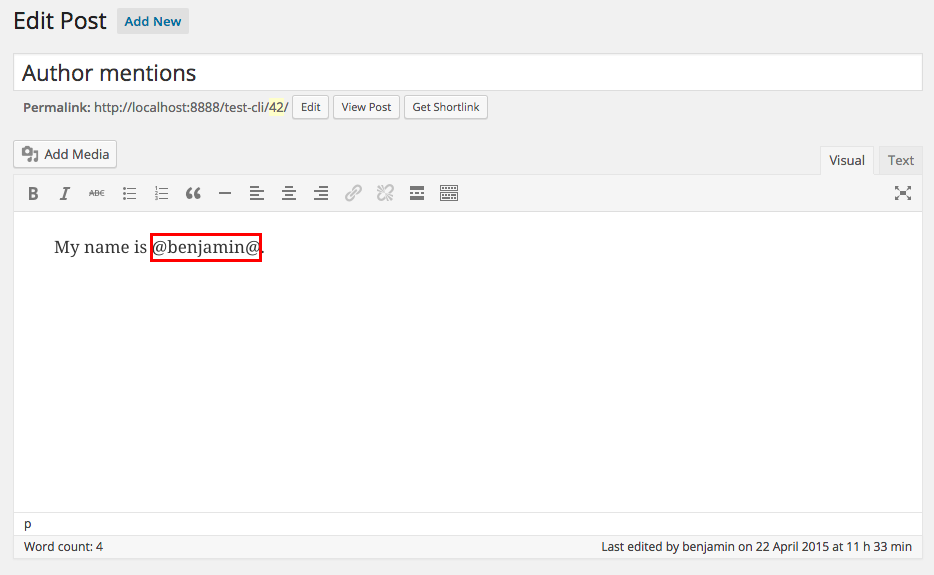 Edit Post Add New
Author mentions
Permalink: http://localhost:8888/test-cli/42/ Edit View Post Get Shortlink
Add Media Visual Text
B I ABC
My name is @benjamin@.
p
Word count: 4 Last edited by benjamin on 22 April 2015 at 11 h 33 min